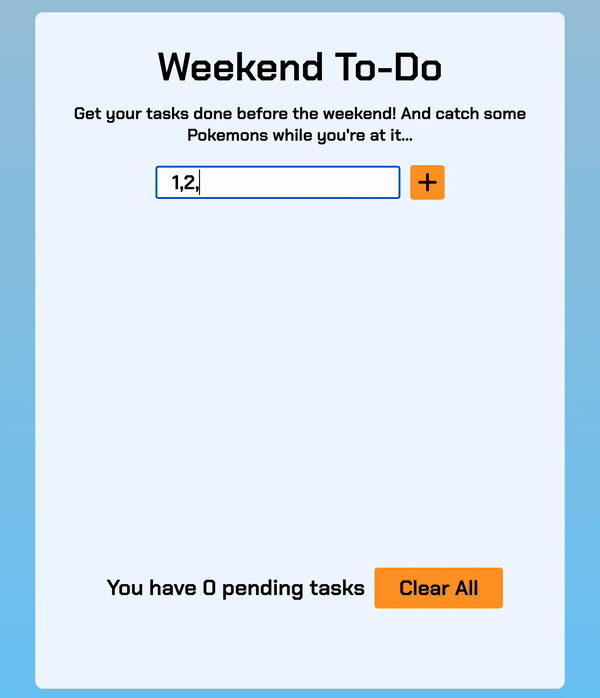 Weekend To-Do
Get your tasks done before the weekend! And catch some
Pokemons while you're at it...
1,2,
+
You have 0 pending tasks
Clear All